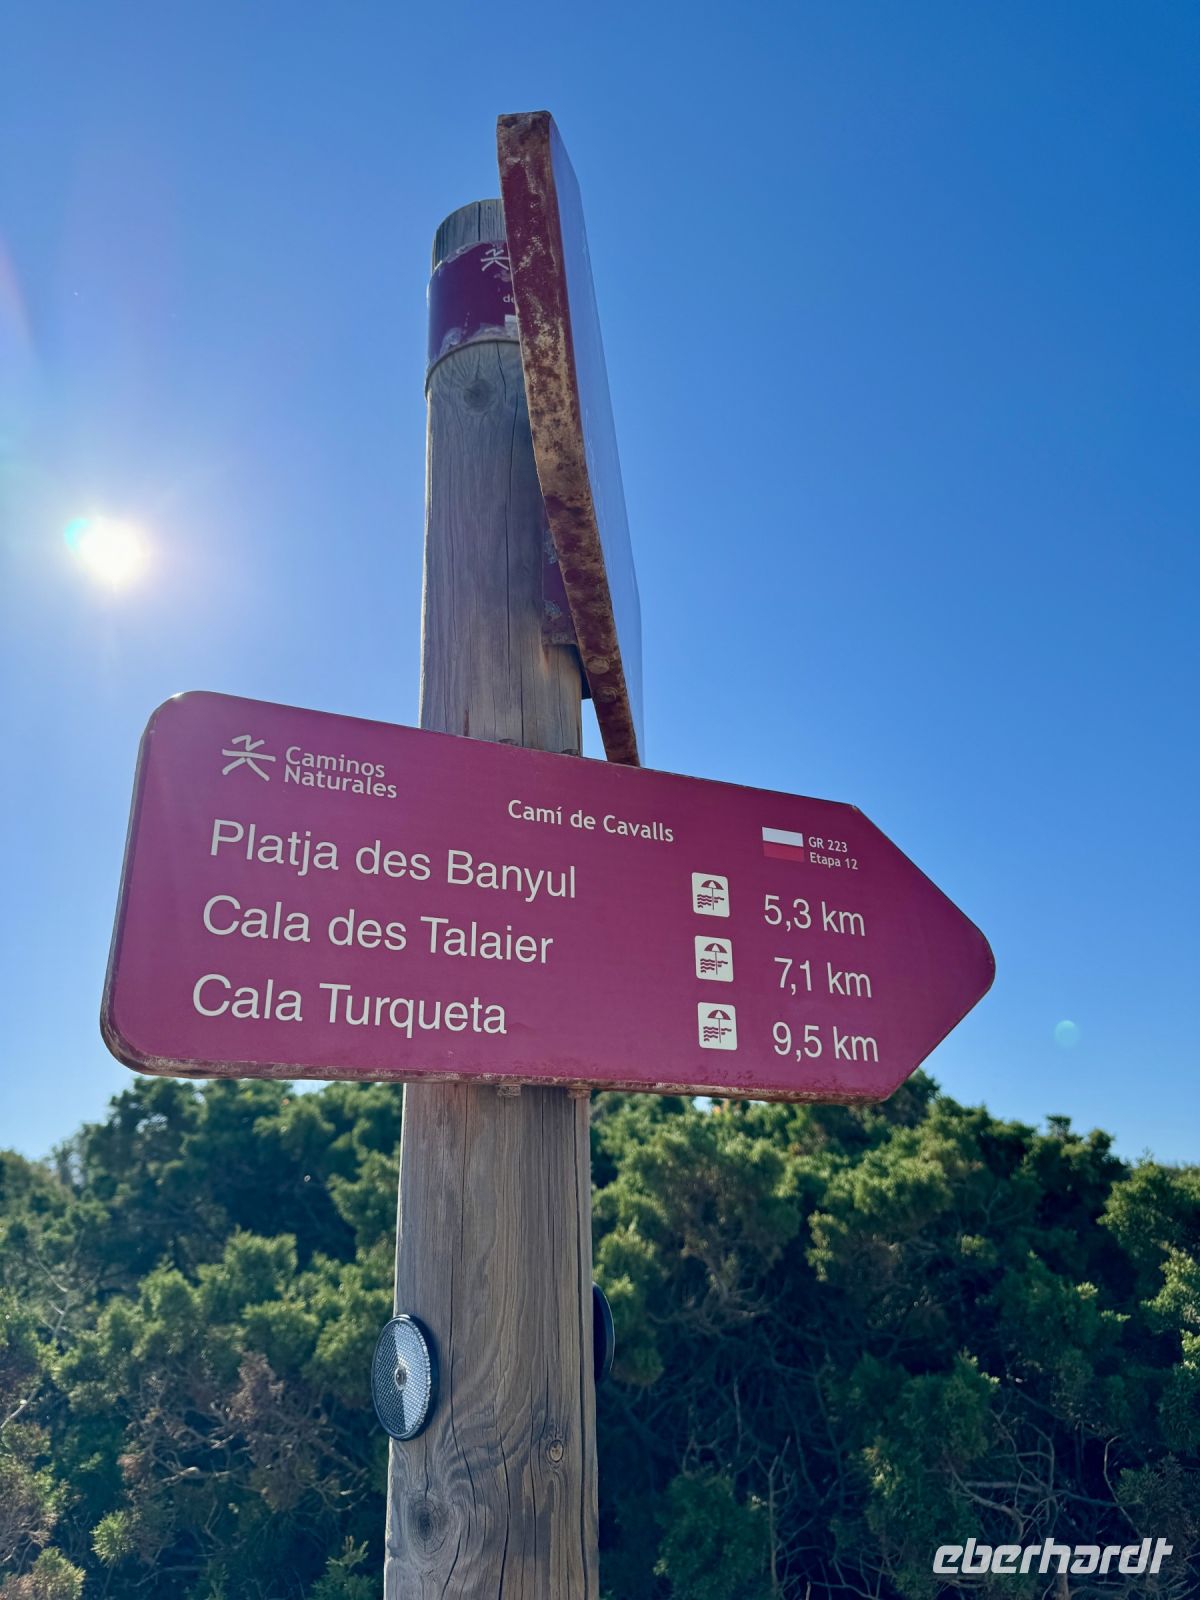 Caminos
Naturales
Camí de Cavalls
GR 223
Etapa 12
Platja des Banyul
5,3 km
Cala des Talaier
7,1 km
Cala Turqueta
9,5 km
eberhardt